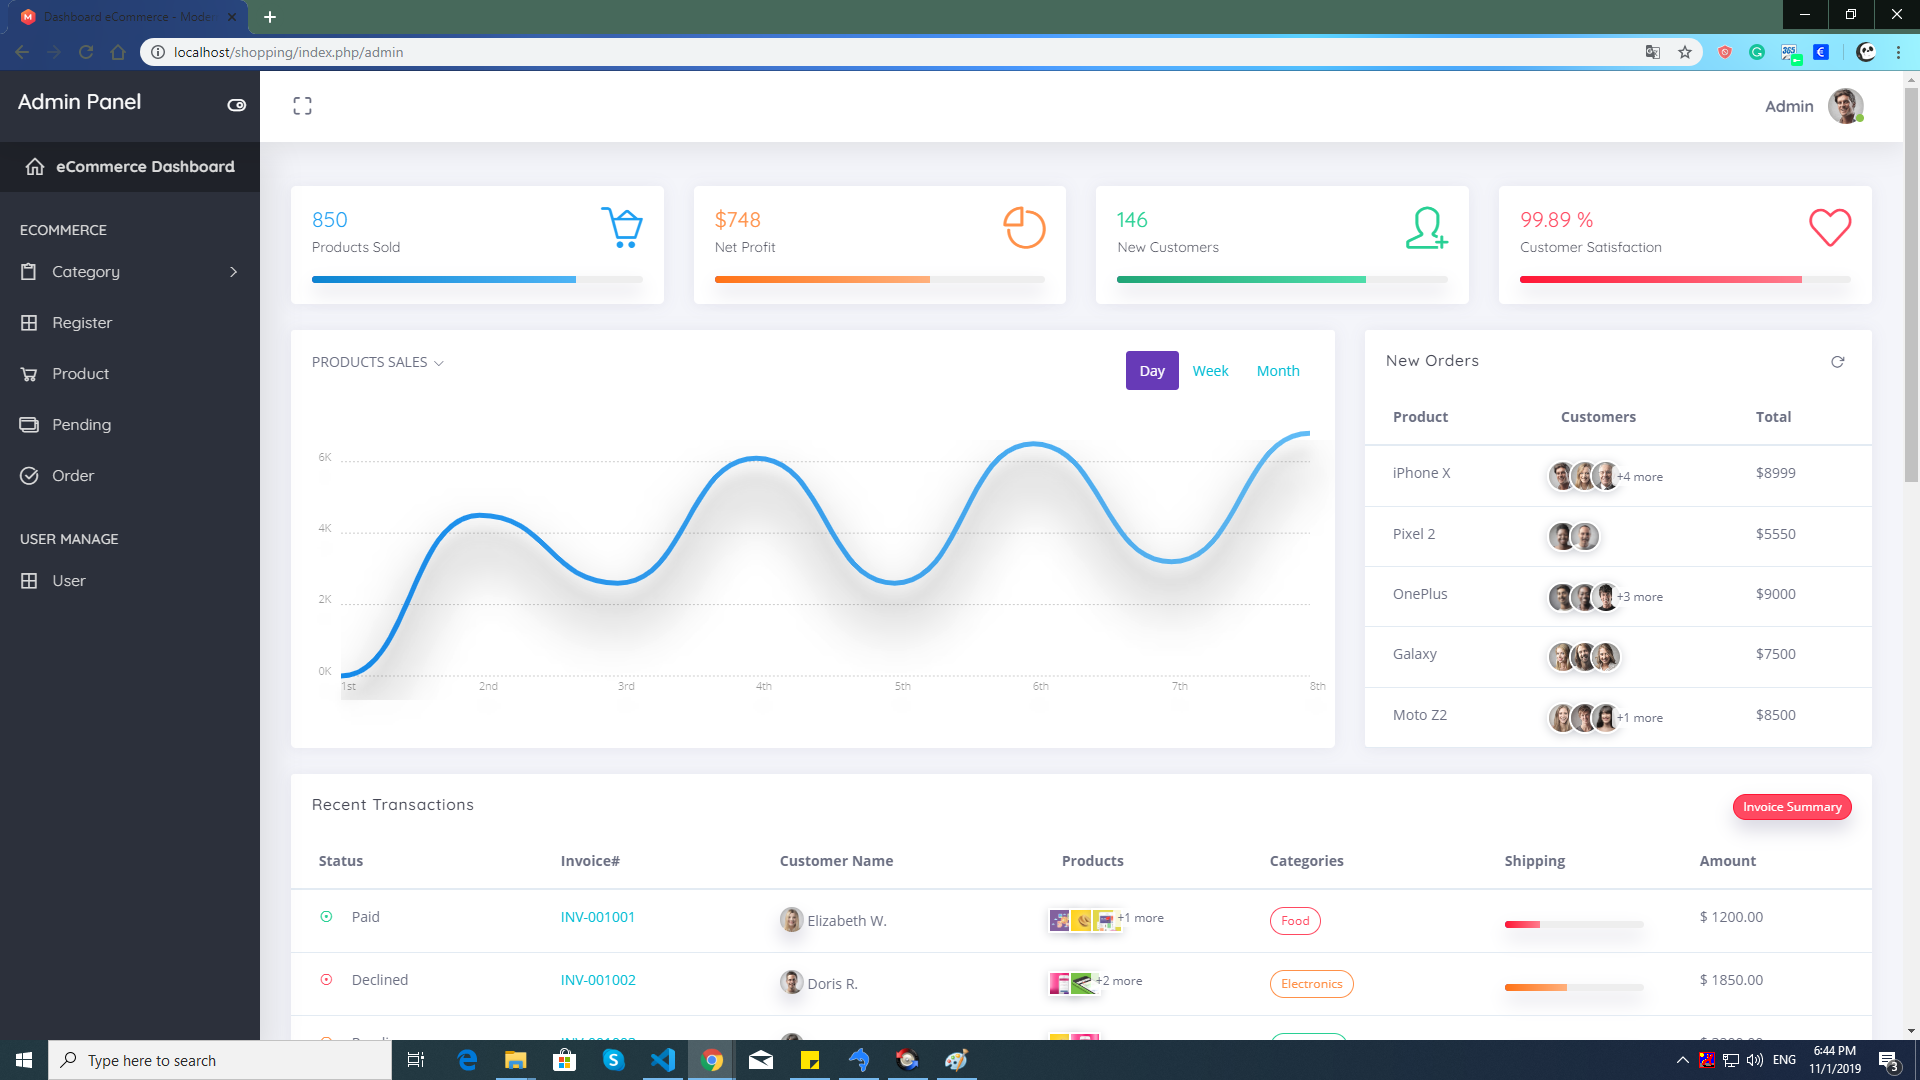 Dashboard eCommerce - Moder
localhost/shopping/index.php/admin
Admin Panel
Admin
eCommerce Dashboard
ECOMMERCE
Category
Register
Product
Pending
Order
USER MANAGE
User
850
Products Sold
$748
Net Profit
146
New Customers
99.89 %
Customer Satisfaction
PRODUCTS SALES
Day Week Month
6K
4K
2K
0K
1st 2nd 3rd 4th 5th 6th 7th 8th
New Orders
Product Customers Total
iPhone X +4 more $8999
Pixel 2 $5550
OnePlus +3 more $9000
Galaxy $7500
Moto Z2 +1 more $8500
Recent Transactions
Invoice Summary
Status Invoice# Customer Name Products Categories Shipping Amount
Paid INV-001001 Elizabeth W. +1 more Food $ 1200.00
Declined INV-001002 Doris R. +2 more Electronics $ 1850.00
Type here to search
ENG
6:44 PM
11/1/2019
3